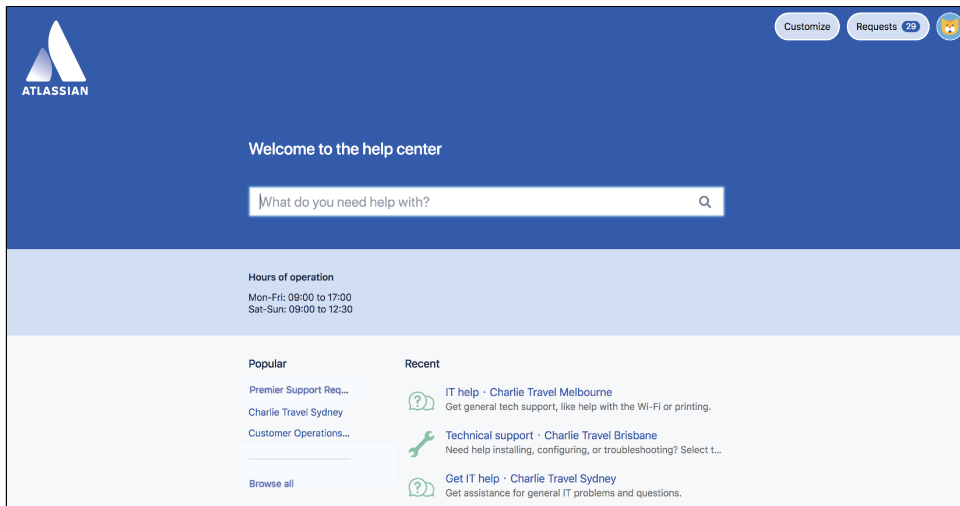 Customize
Requests 29
ATLASSIAN
Welcome to the help center
What do you need help with?
Hours of operation
Mon-Fri: 09:00 to 17:00
Sat-Sun: 09:00 to 12:30
Popular
Premier Support Req...
Charlie Travel Sydney
Customer Operations...
Browse all
Recent
IT help · Charlie Travel Melbourne
Get general tech support, like help with the Wi-Fi or printing.
Technical support · Charlie Travel Brisbane
Need help installing, configuring, or troubleshooting? Select t...
Get IT help · Charlie Travel Sydney
Get assistance for general IT problems and questions.